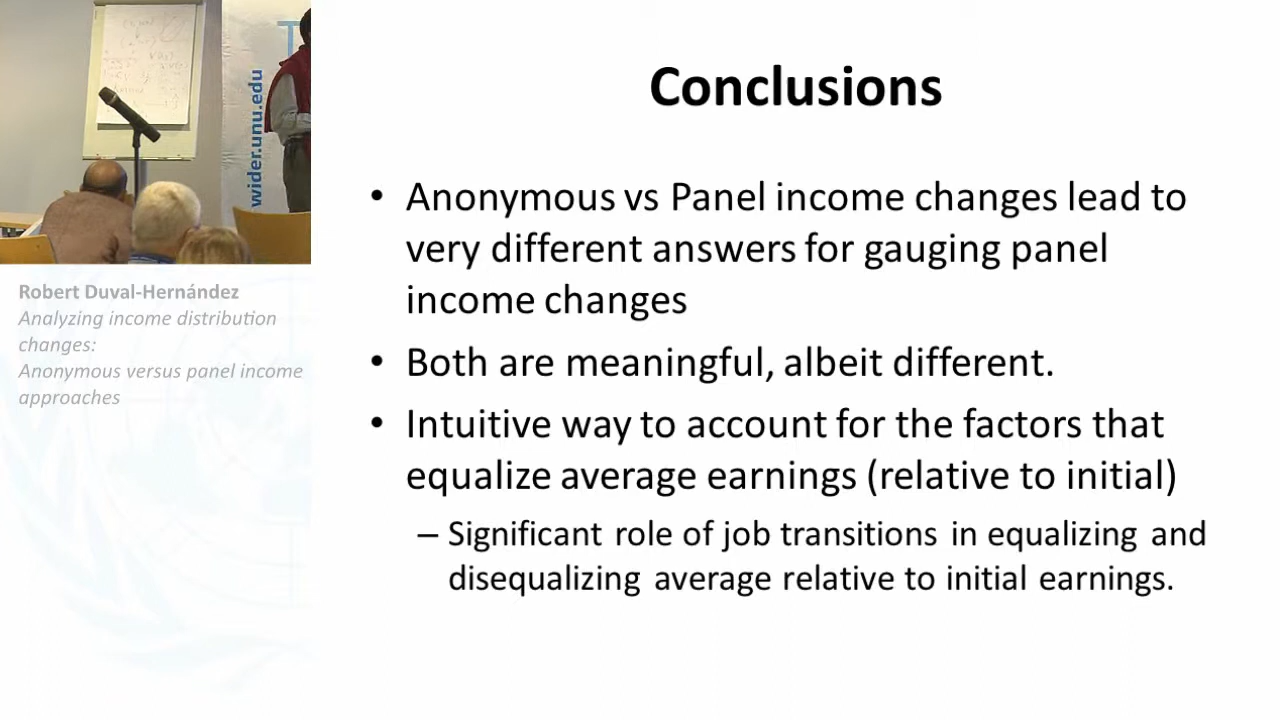 wider.unu.edu
Robert Duval-Hernández
Analyzing income distribution
changes:
Anonymous versus panel income
approaches
Conclusions
• Anonymous vs Panel income changes lead to
very different answers for gauging panel
income changes
• Both are meaningful, albeit different.
• Intuitive way to account for the factors that
equalize average earnings (relative to initial)
– Significant role of job transitions in equalizing and
disequalizing average relative to initial earnings.